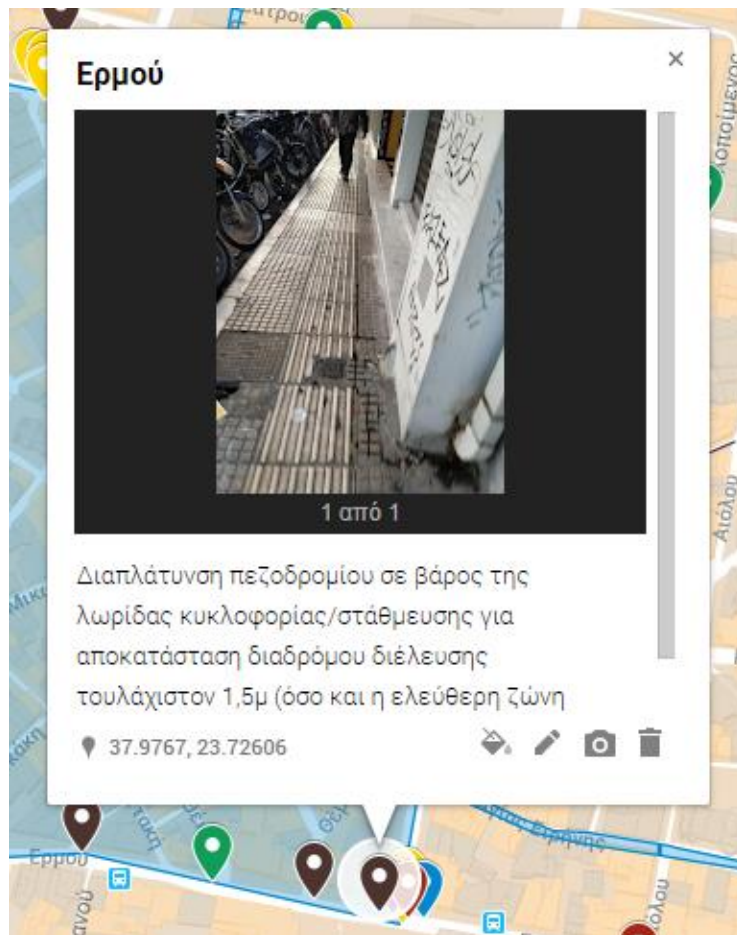 Ερμού
×
1 από 1
Διαπλάτυνση πεζοδρομίου σε βάρος της
λωρίδας κυκλοφορίας/στάθμευσης για
αποκατάσταση διαδρόμου διέλευσης
τουλάχιστον 1,5μ (όσο και η ελεύθερη ζώνη
37.9767, 23.72606
Αιόλου
Ερμού